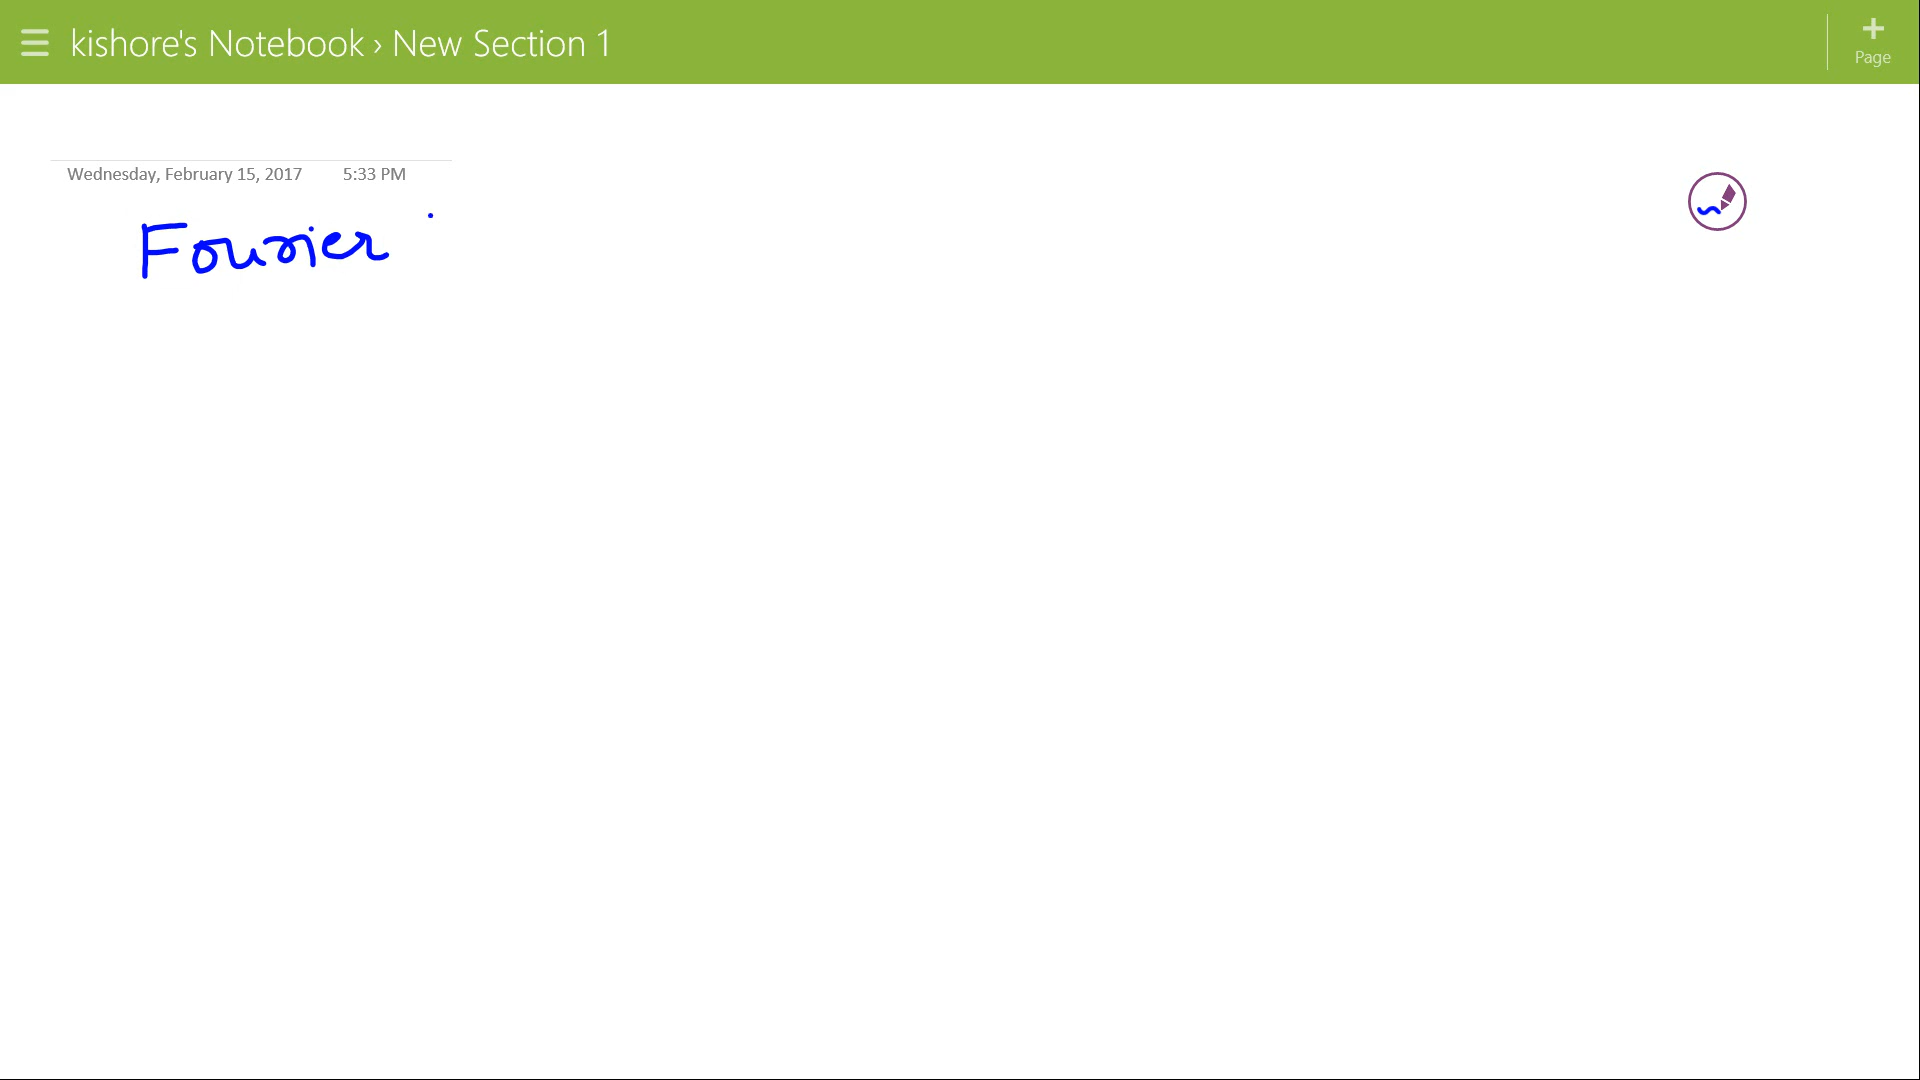 kishore's Notebook › New Section 1
Page
Wednesday, February 15, 2017 5:33 PM
Fourier